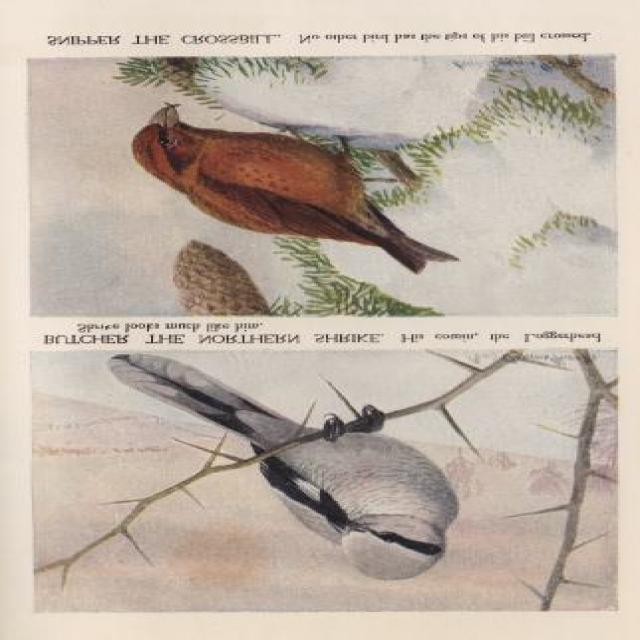 BUTCHER THE NORTHERN SHRIKE. His cousin, the Loggerhead
Shrike looks much like him.
SNIPPER THE CROSSBILL. No other bird has the tips of his bill crossed.